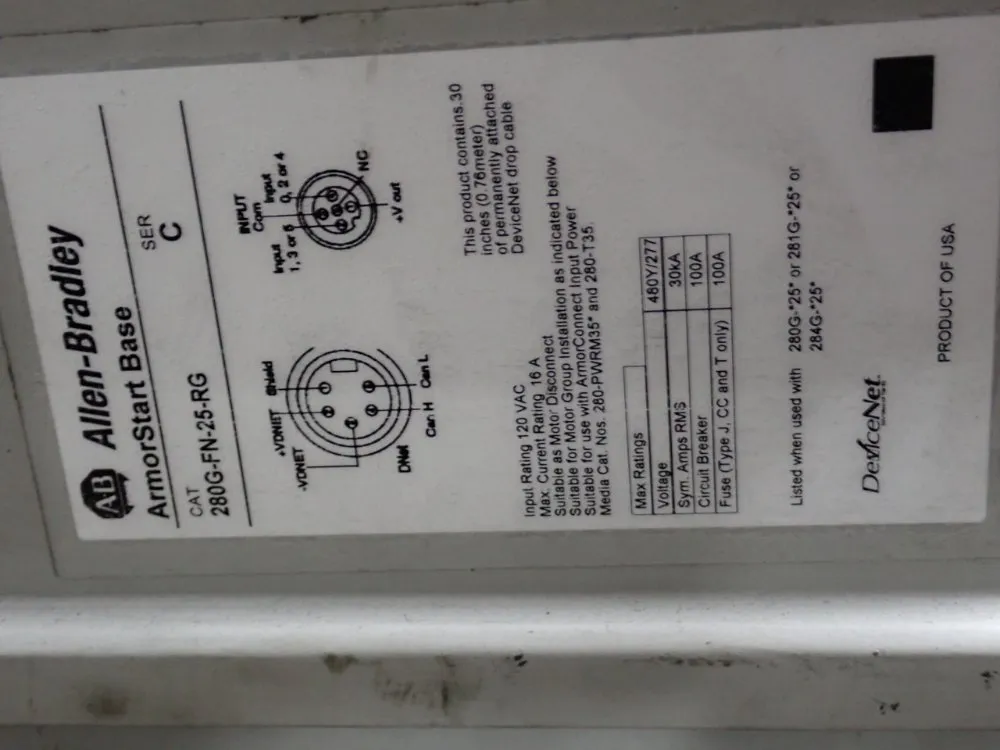 AB Allen-Bradley
ArmorStart Base
CAT
SER
280G-FN-25-RG
C
-VDNET
+VDNET
Shield
DNet
Can H
Can L
Input
1, 3 or 5
INPUT
Com
Input
0, 2 or 4
NC
+V out
This product contains.30
inches (0.76meter)
of permanently attached
DeviceNet drop cable
Input Rating 120 VAC
Max. Current Rating 16 A
Suitable as Motor Disconnect
Suitable for Motor Group Installation as indicated below
Suitable for use with ArmorConnect Input Power
Media Cat. Nos. 280-PWRM35* and 280-T35
Max Ratings
Voltage 480Y/277
Sym. Amps RMS 30kA
Circuit Breaker 100A
Fuse (Type J, CC and T only) 100A
Listed when used with 280G-*25* or 281G-*25* or
284G-*25*
DeviceNet
PRODUCT OF USA